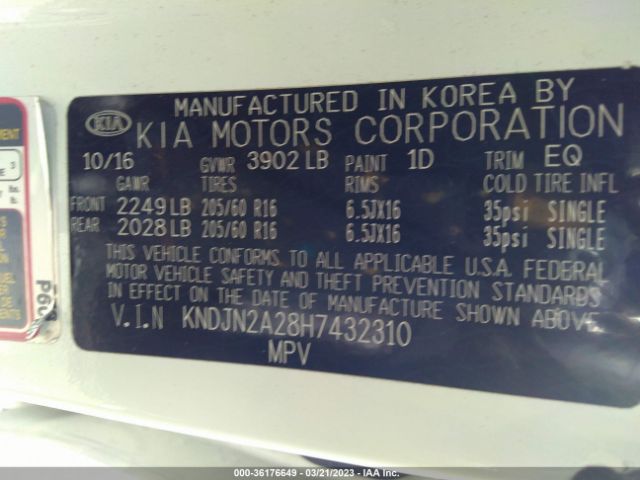 MANUFACTURED IN KOREA BY
KIA KIA MOTORS CORPORATION
10/16 GVWR 3902 LB PAINT 1D TRIM EQ
GAWR TIRES RIMS COLD TIRE INFL
FRONT 2249 LB 205/60 R16 6.5JX16 35psi SINGLE
REAR 2028 LB 205/60 R16 6.5JX16 35psi SINGLE
THIS VEHICLE CONFORMS TO ALL APPLICABLE U.S.A. FEDERAL
MOTOR VEHICLE SAFETY AND THEFT PREVENTION STANDARDS
IN EFFECT ON THE DATE OF MANUFACTURE SHOWN ABOVE
V.I.N KNDJN2A28H7432310
MPV
000-36176649 - 03/21/2023 - IAA Inc.